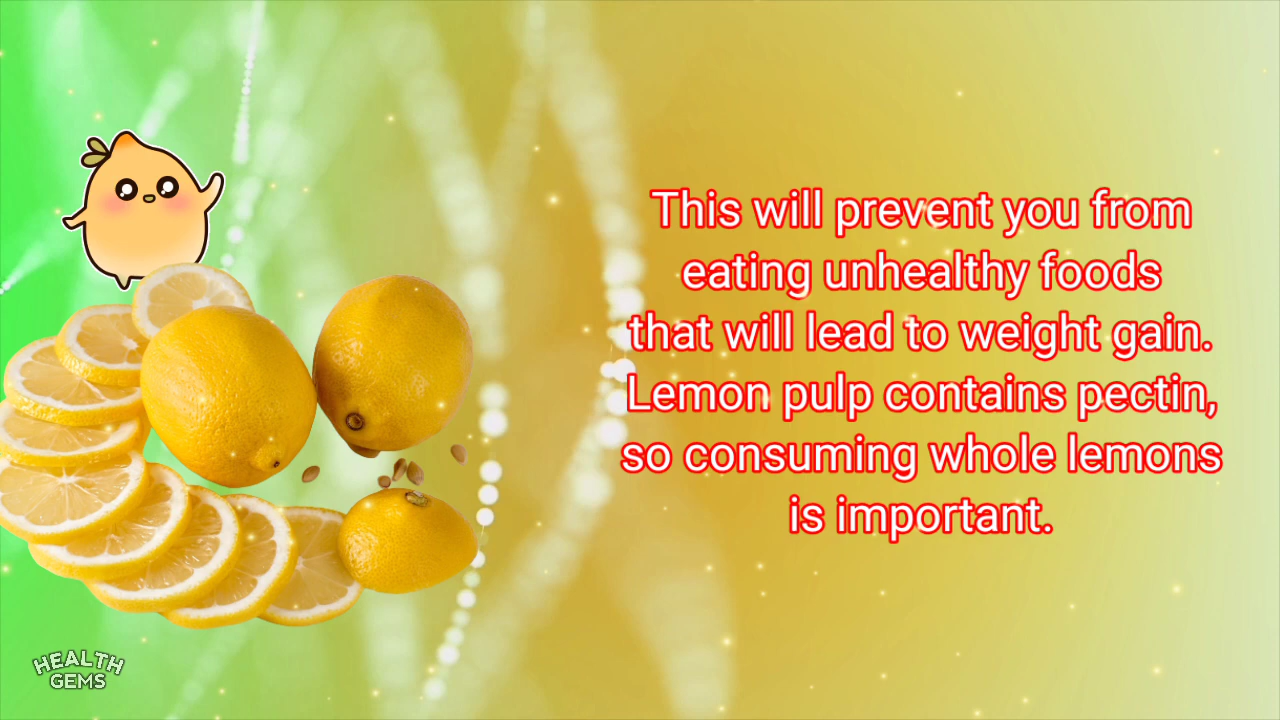 This will prevent you from
eating unhealthy foods
that will lead to weight gain.
Lemon pulp contains pectin,
so consuming whole lemons
is important.
HEALTH
GEMS